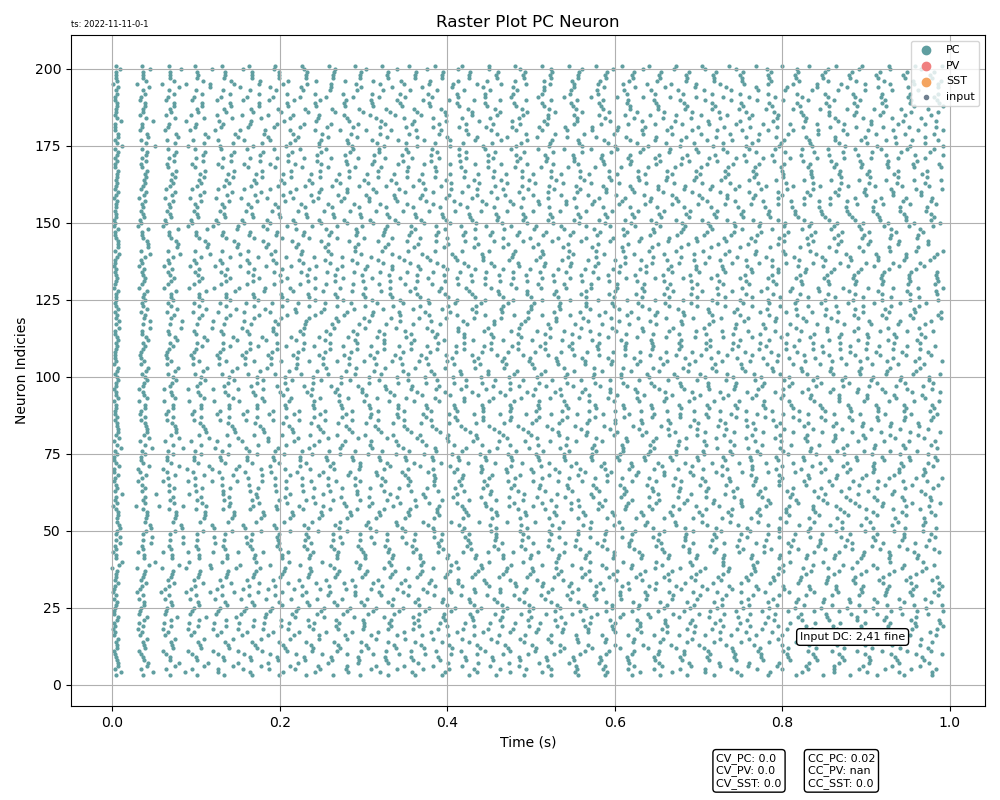 ts: 2022-11-11-0-1
Raster Plot PC Neuron
PC
PV
SST
input
200
175
150
125
100
75
50
25
0
Neuron Indicies
Input DC: 2,41 fine
0.0 0.2 0.4 0.6 0.8 1.0
Time (s)
CV_PC: 0.0
CV_PV: 0.0
CV_SST: 0.0
CC_PC: 0.02
CC_PV: nan
CC_SST: 0.0